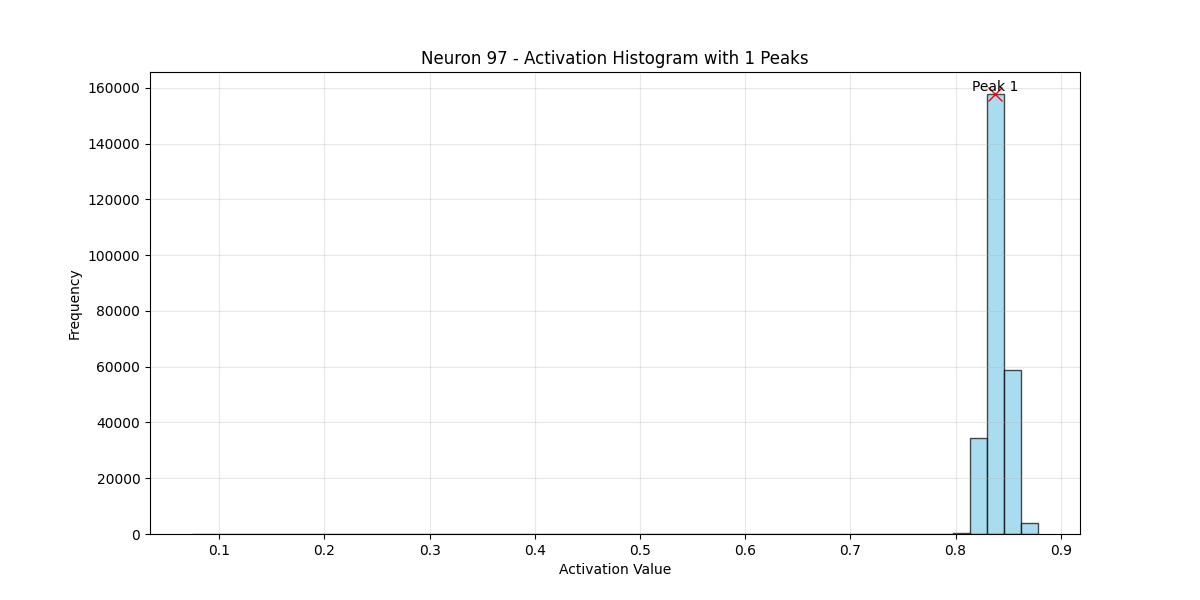 Neuron 97 - Activation Histogram with 1 Peaks
Peak 1
160000
140000
120000
100000
80000
60000
40000
20000
0
Frequency
0.1 0.2 0.3 0.4 0.5 0.6 0.7 0.8 0.9
Activation Value